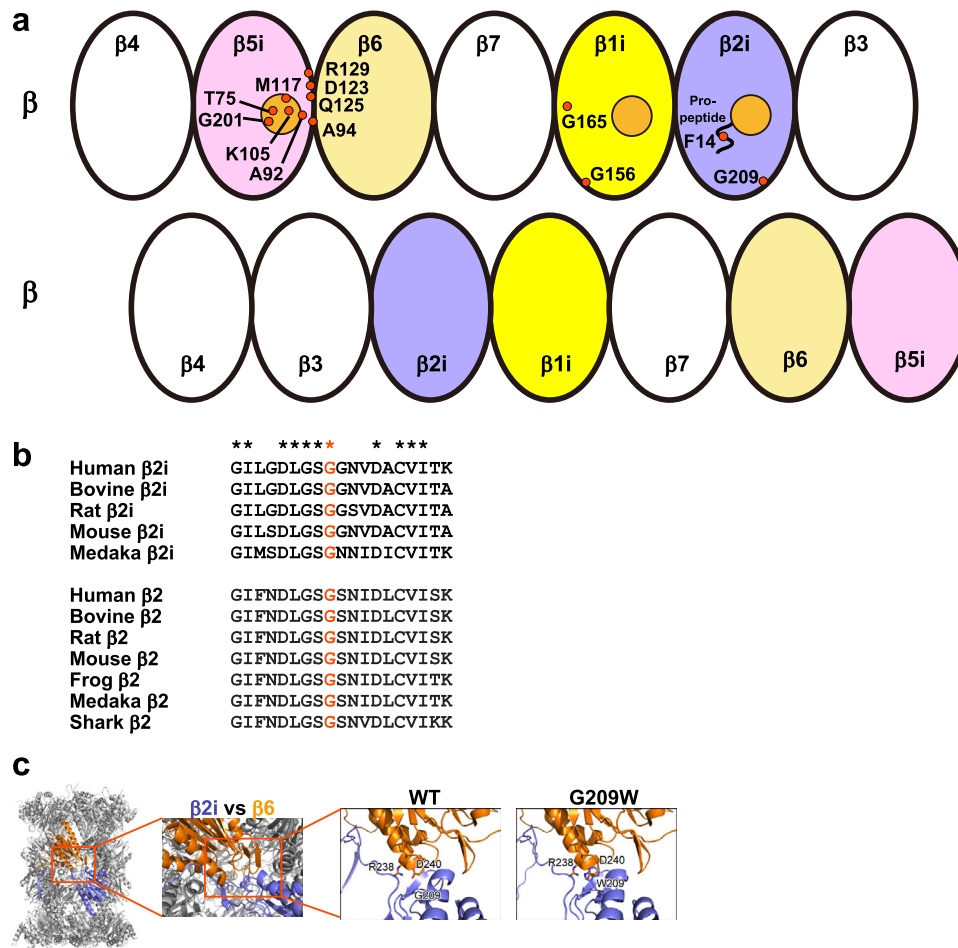 a
β4 β5i β6 β7 β1i β2i β3
β
R129
D123
Q125
A94
M117
T75
G201
K105
A92
G165
G156
Pro-
peptide
F14
G209
β
β4 β3 β2i β1i β7 β6 β5i
b
** **** * * ***
Human β2i GILGDLGSGGNVDACVITK
Bovine β2i GILGDLGSGGNVDACVITA
Rat β2i GILGDLGSGGSVDACVITA
Mouse β2i GILSDLGSGGNVDACVITA
Medaka β2i GIMSDLGSGNNIDICVITK
Human β2 GIFNDLGSGSNIDLCVISK
Bovine β2 GIFNDLGSGSNIDLCVISK
Rat β2 GIFNDLGSGSNIDLCVISK
Mouse β2 GIFNDLGSGSNIDLCVISK
Frog β2 GIFNDLGSGSNIDLCVITK
Medaka β2 GIFNDLGSGSNIDLCVITK
Shark β2 GIFNDLGSGSNVDLCVIKK
c
β2i vs β6
WT
R238
D240
G209
G209W
R238
D240
W209